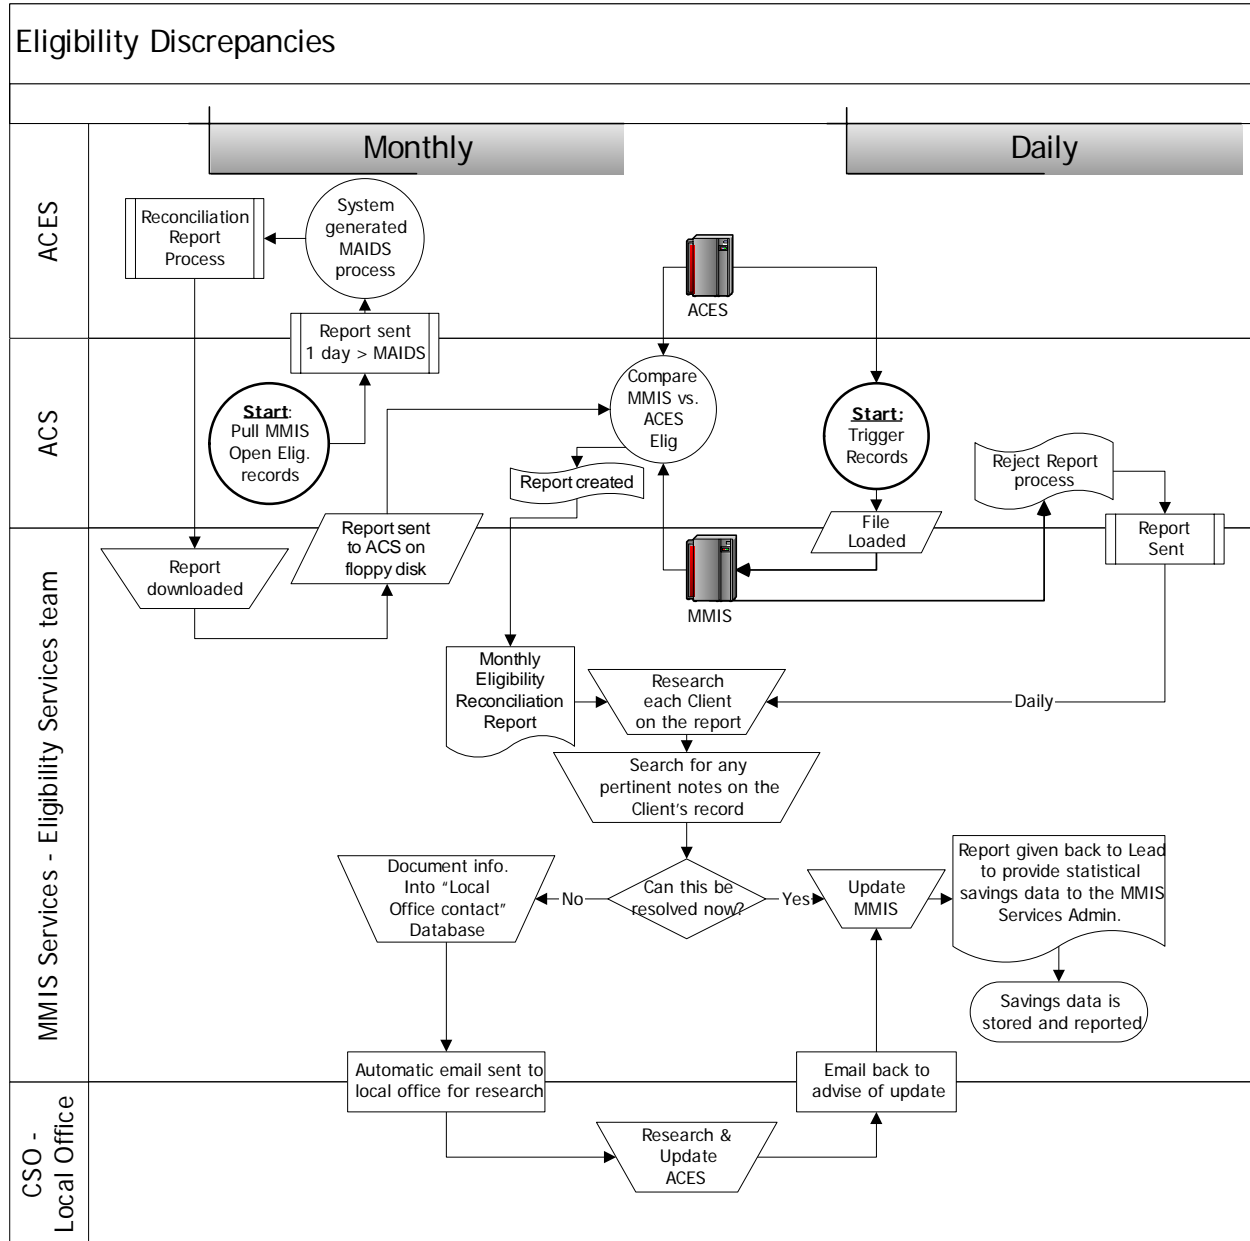 Eligibility Discrepancies
Monthly
Daily
ACES
Reconciliation
Report
Process
System
generated
MAIDS
process
ACES
Report sent
1 day > MAIDS
ACS
Start:
Pull MMIS
Open Elig.
records
Compare
MMIS vs.
ACES
Elig
Start:
Trigger
Records
Reject Report
process
Report created
Report sent
to ACS on
floppy disk
File
Loaded
Report
Sent
MMIS Services - Eligibility Services team
Report
downloaded
MMIS
Monthly
Eligibility
Reconciliation
Report
Research
each Client
on the report
Daily
Search for any
pertinent notes on the
Client's record
Document info.
Into "Local
Office contact"
Database
No
Can this be
resolved now?
Yes
Update
MMIS
Report given back to Lead
to provide statistical
savings data to the MMIS
Services Admin.
Savings data is
stored and reported
Automatic email sent to
local office for research
Email back to
advise of update
CSO -
Local Office
Research &
Update
ACES